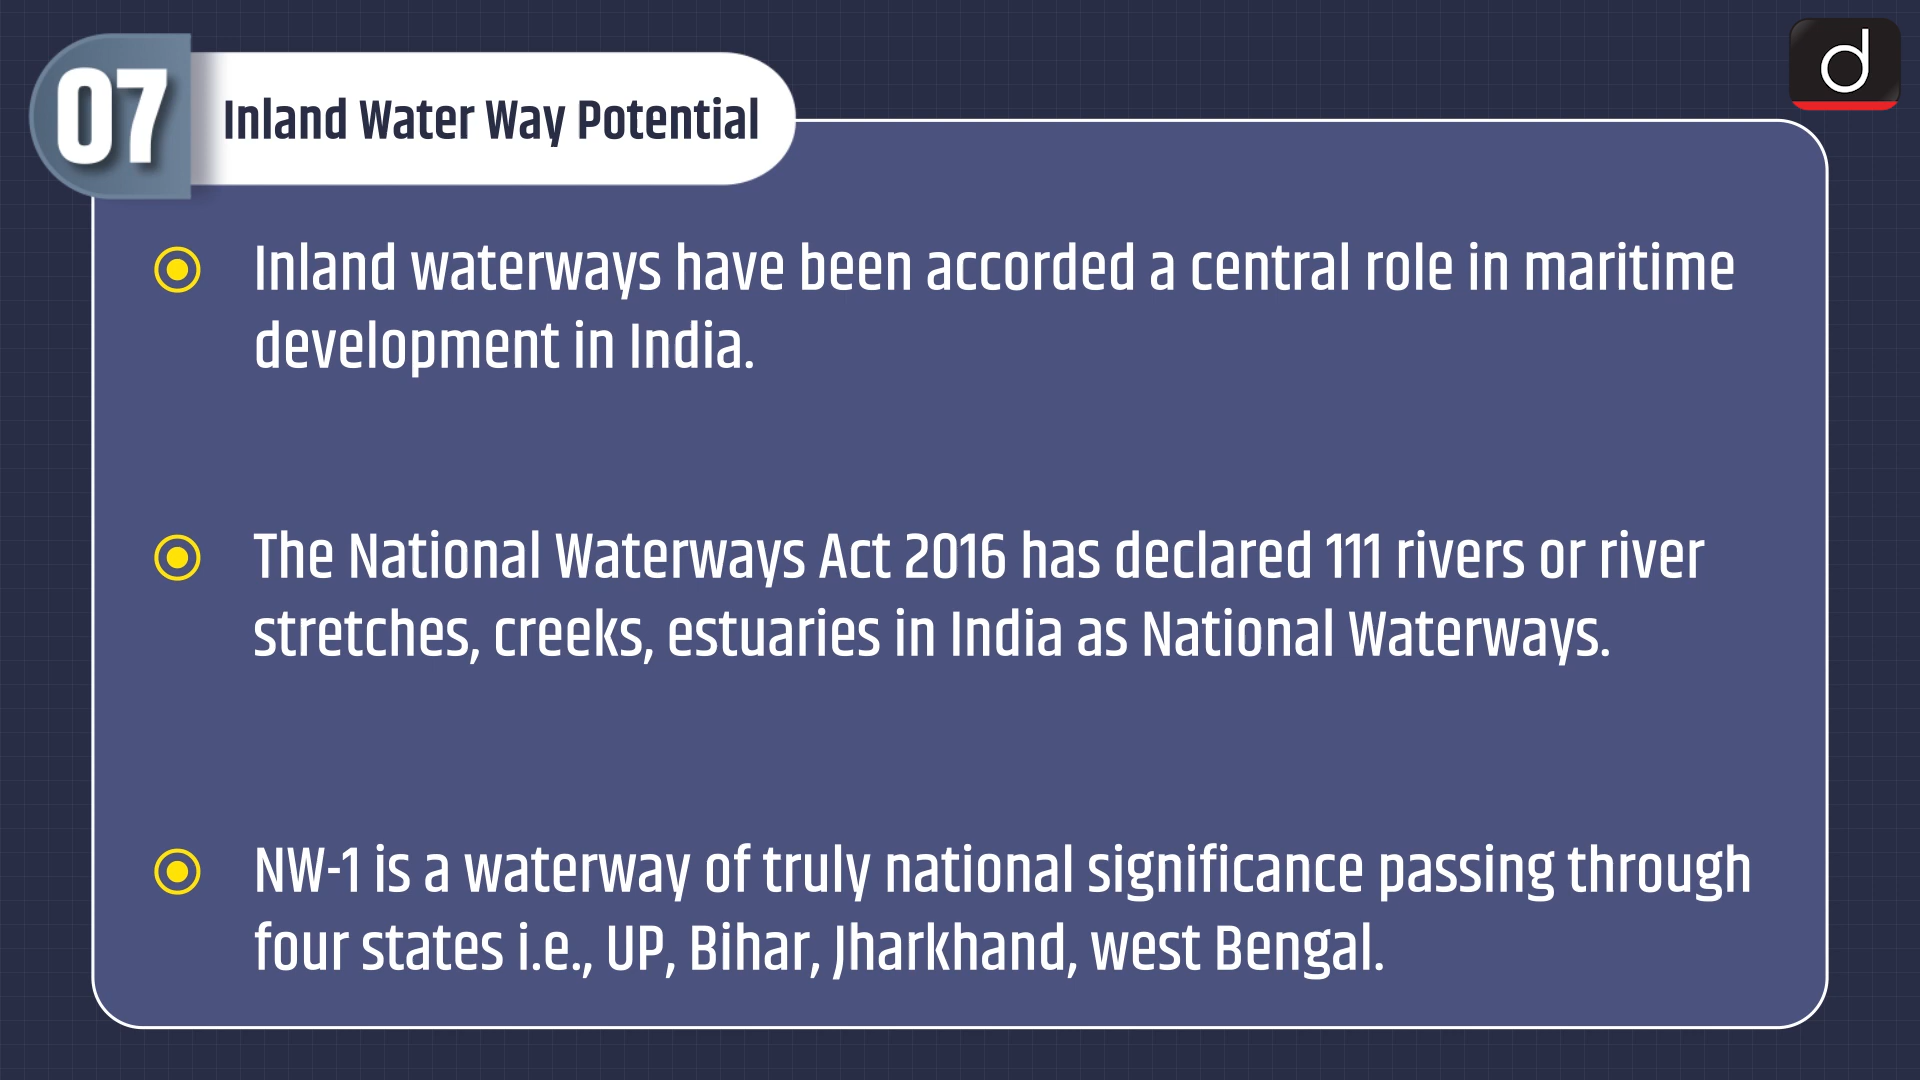 07
Inland Water Way Potential
d
Inland waterways have been accorded a central role in maritime
development in India.
The National Waterways Act 2016 has declared 111 rivers or river
stretches, creeks, estuaries in India as National Waterways.
NW-1 is a waterway of truly national significance passing through
four states i.e., UP, Bihar, Jharkhand, west Bengal.